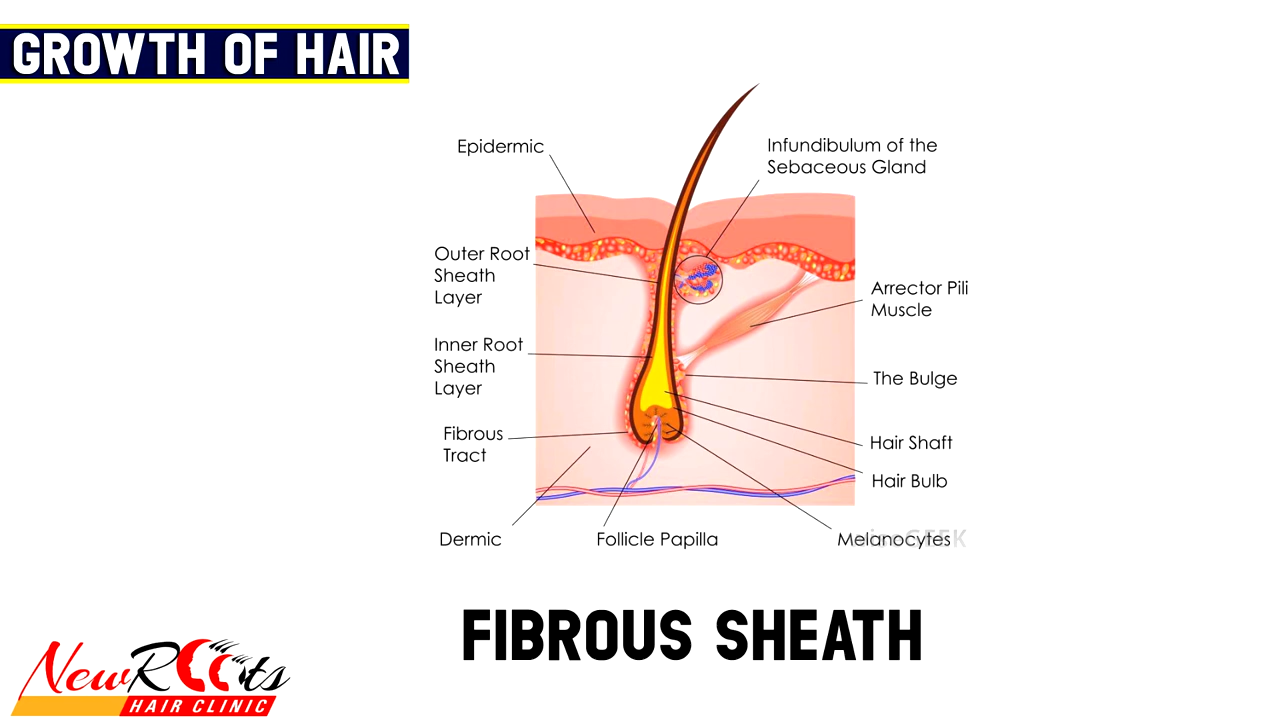 GROWTH OF HAIR
Epidermic
Infundibulum of the
Sebaceous Gland
Outer Root
Sheath
Layer
Arrector Pili
Muscle
Inner Root
Sheath
Layer
The Bulge
Fibrous
Tract
Hair Shaft
Hair Bulb
Dermic
Follicle Papilla
Melanocytes
FIBROUS SHEATH
NewRoots
HAIR CLINIC